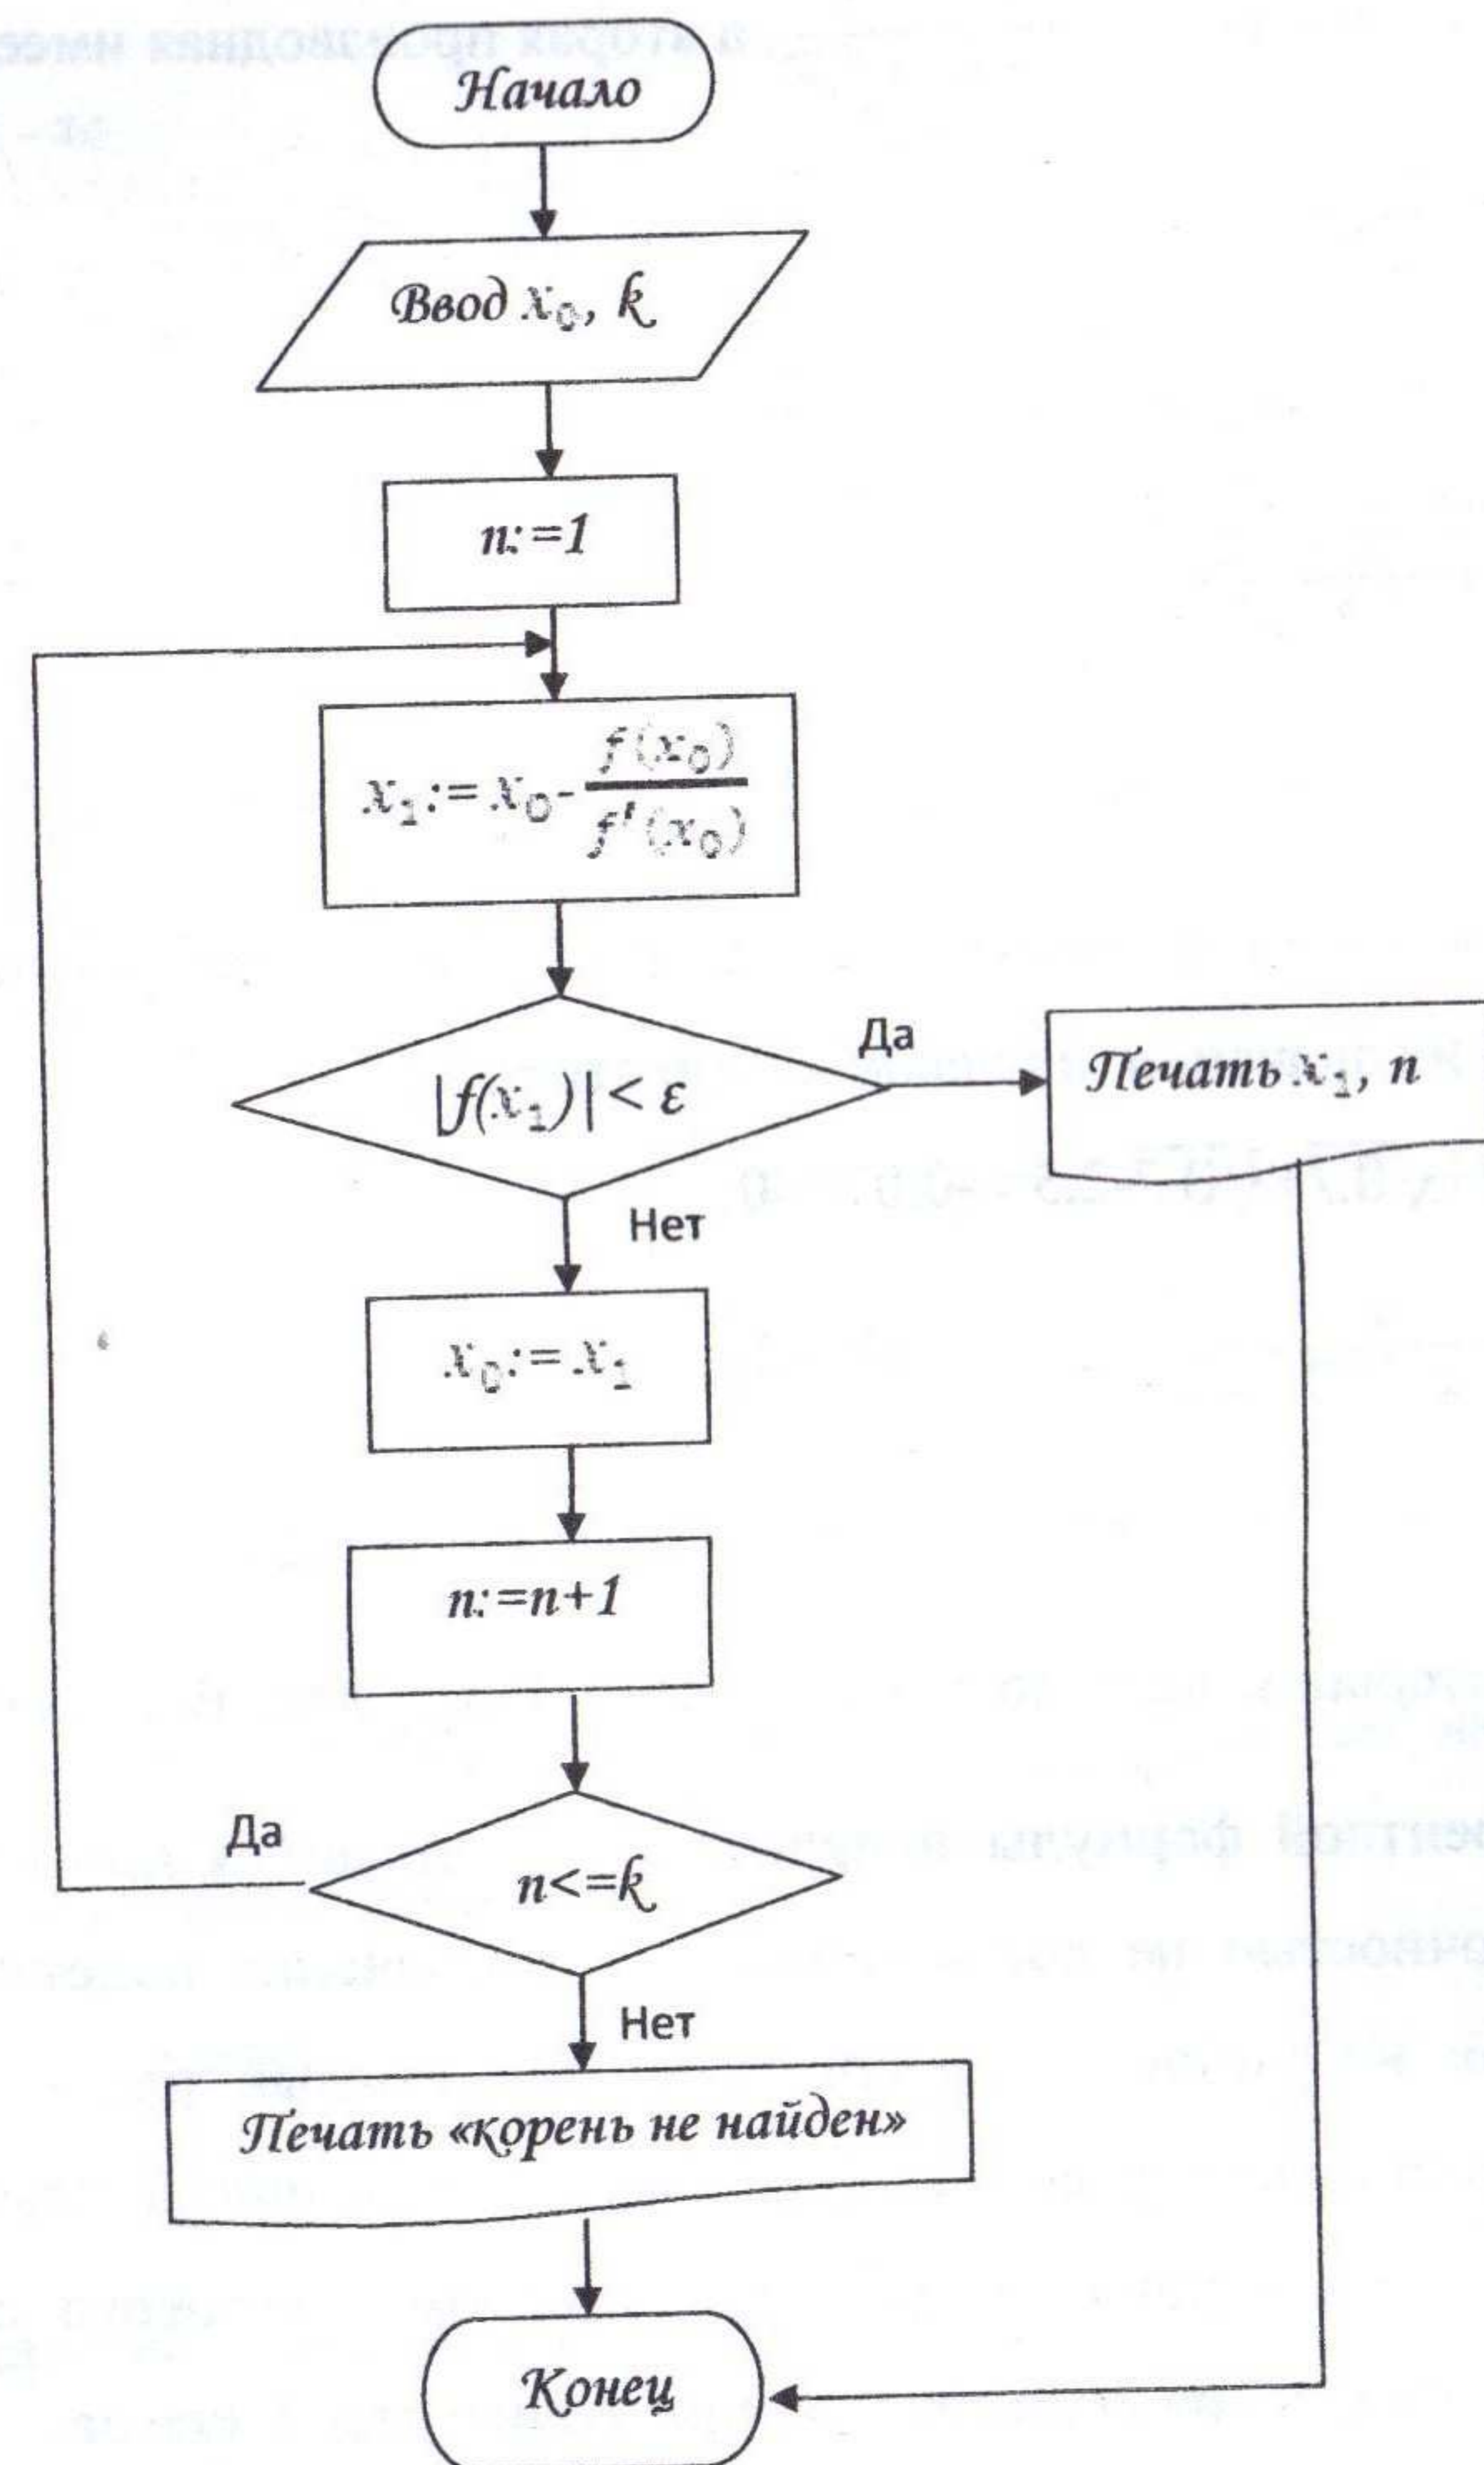 Начало
Ввод x₀, k
n:=1
x₁:= x₀- f(x₀)/f'(x₀)
|f(x₁)| < ε
Да
Печать x₁, n
Нет
x₀:= x₁
n:=n+1
Да
n<=k
Нет
Печать «корень не найден»
Конец